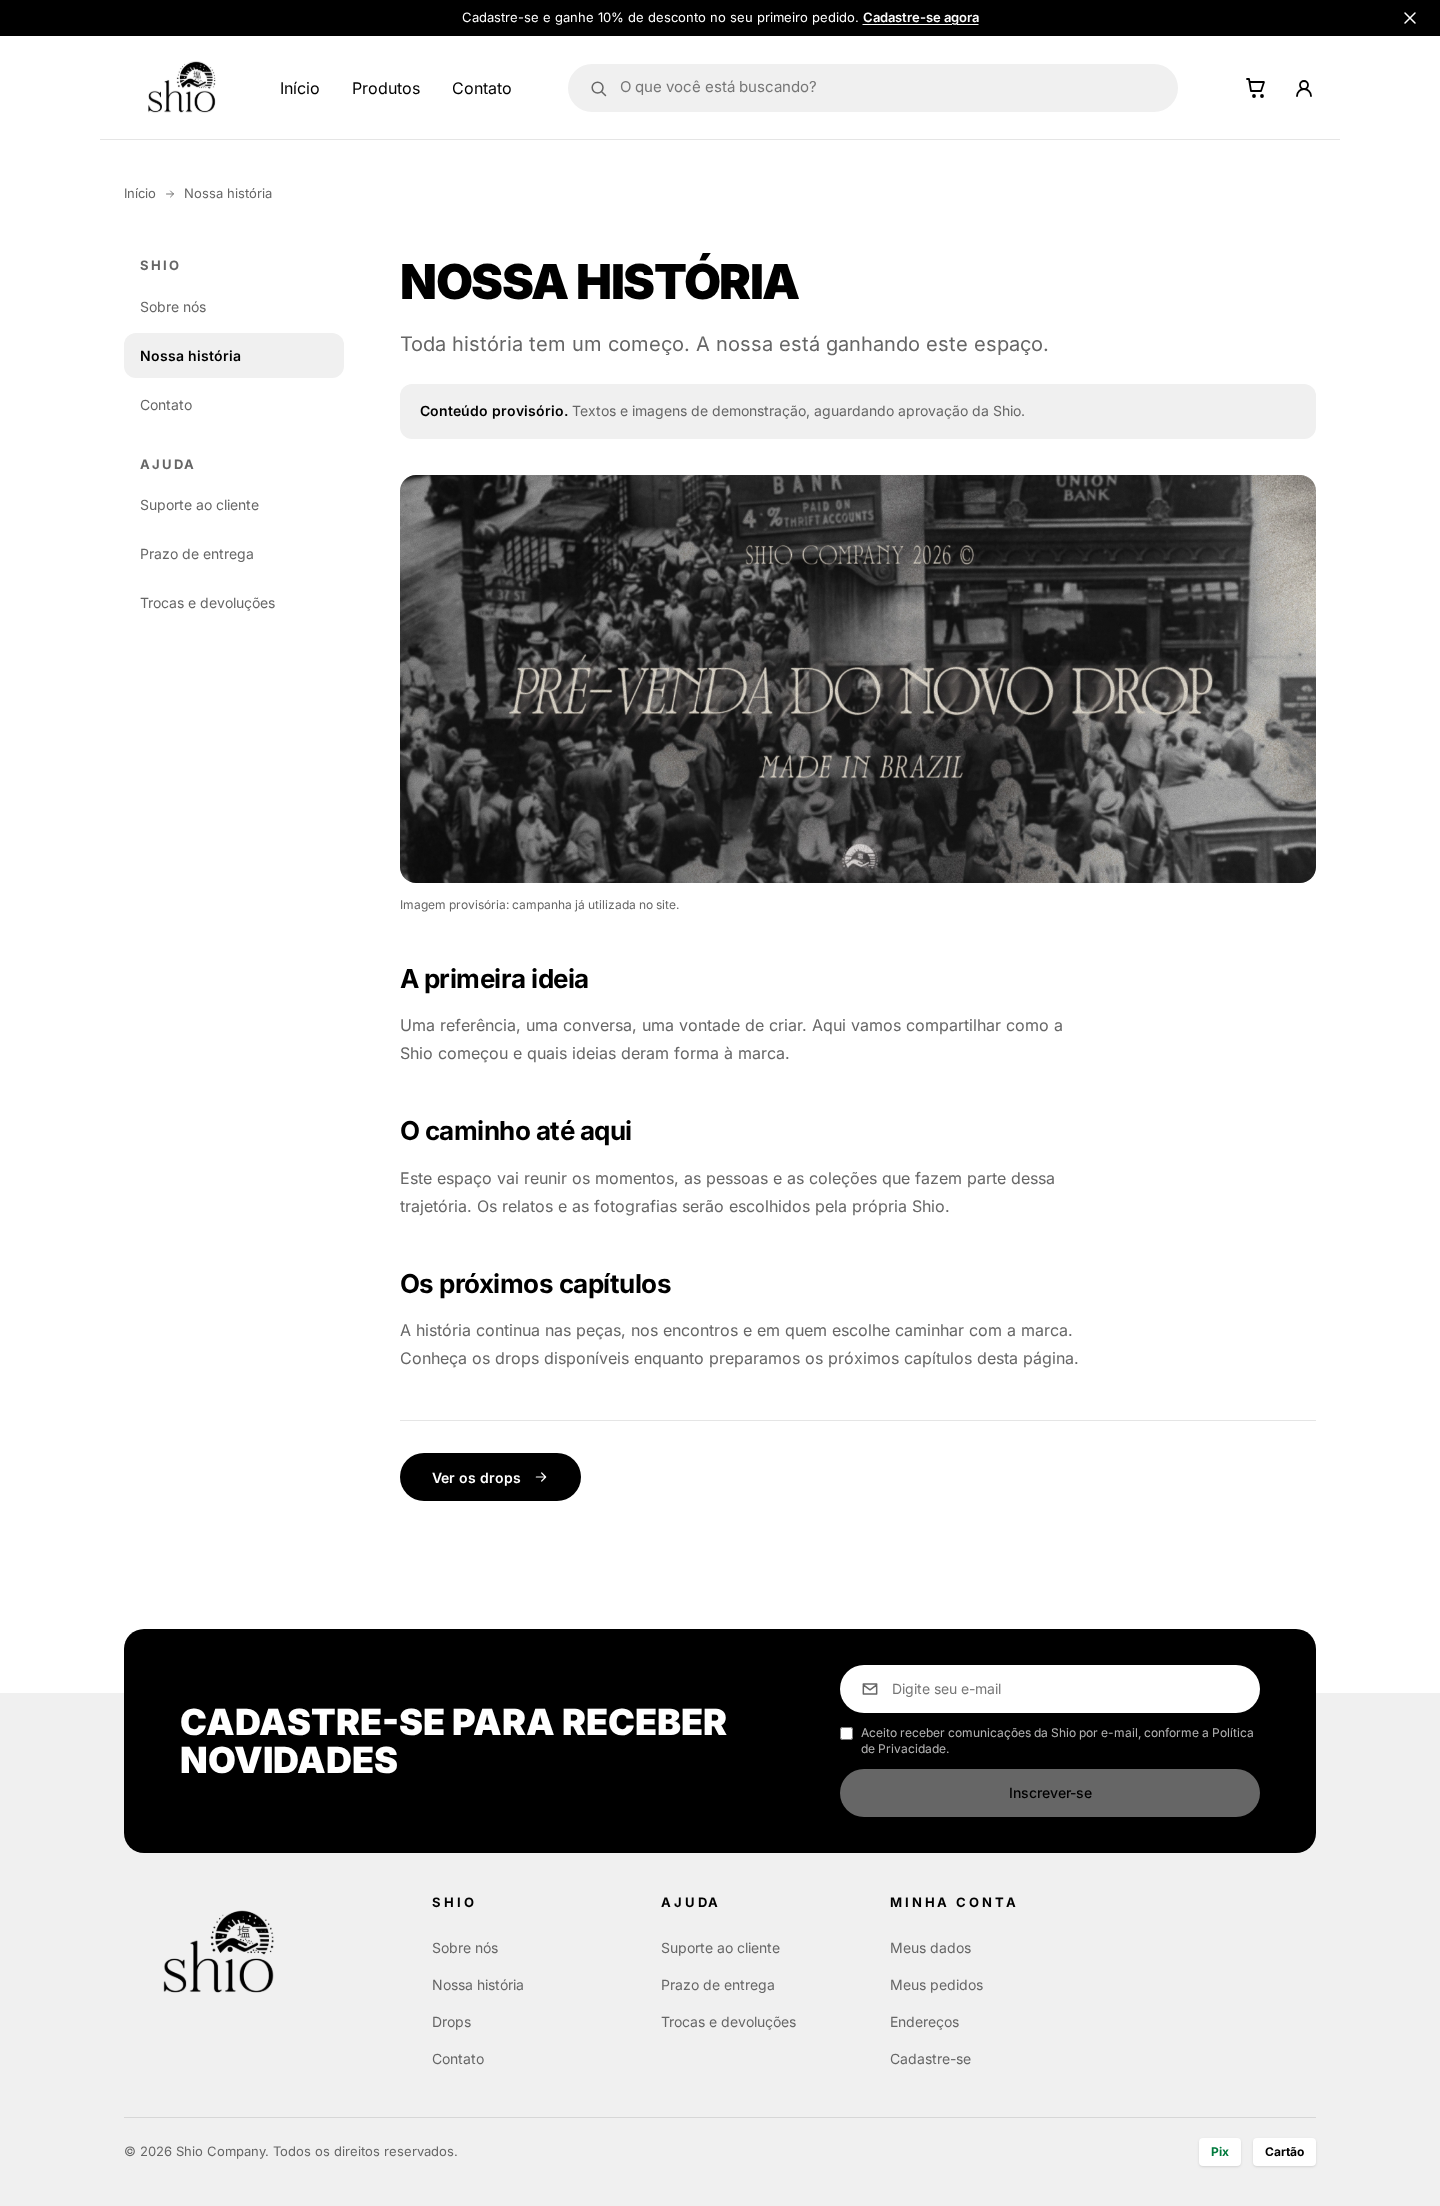 Cadastre-se e ganhe 10% de desconto no seu primeiro pedido. Cadastre-se agora
shio
Início
Produtos
Contato
O que você está buscando?
Início → Nossa história
SHIO
Sobre nós
Nossa história
Contato
AJUDA
Suporte ao cliente
Prazo de entrega
Trocas e devoluções
NOSSA HISTÓRIA
Toda história tem um começo. A nossa está ganhando este espaço.
Conteúdo provisório. Textos e imagens de demonstração, aguardando aprovação da Shio.
BANK
PAID ON
4% THRIFT ACCOUNTS
UNION
BANK
W 37 ST.
SHIO COMPANY 2026 ©
PRÉ-VENDA DO NOVO DROP
MADE IN BRAZIL
Imagem provisória: campanha já utilizada no site.
A primeira ideia
Uma referência, uma conversa, uma vontade de criar. Aqui vamos compartilhar como a
Shio começou e quais ideias deram forma à marca.
O caminho até aqui
Este espaço vai reunir os momentos, as pessoas e as coleções que fazem parte dessa
trajetória. Os relatos e as fotografias serão escolhidos pela própria Shio.
Os próximos capítulos
A história continua nas peças, nos encontros e em quem escolhe caminhar com a marca.
Conheça os drops disponíveis enquanto preparamos os próximos capítulos desta página.
Ver os drops →
CADASTRE-SE PARA RECEBER
NOVIDADES
Digite seu e-mail
Aceito receber comunicações da Shio por e-mail, conforme a Política
de Privacidade.
Inscrever-se
塩
shio
SHIO
Sobre nós
Nossa história
Drops
Contato
AJUDA
Suporte ao cliente
Prazo de entrega
Trocas e devoluções
MINHA CONTA
Meus dados
Meus pedidos
Endereços
Cadastre-se
© 2026 Shio Company. Todos os direitos reservados.
Pix
Cartão